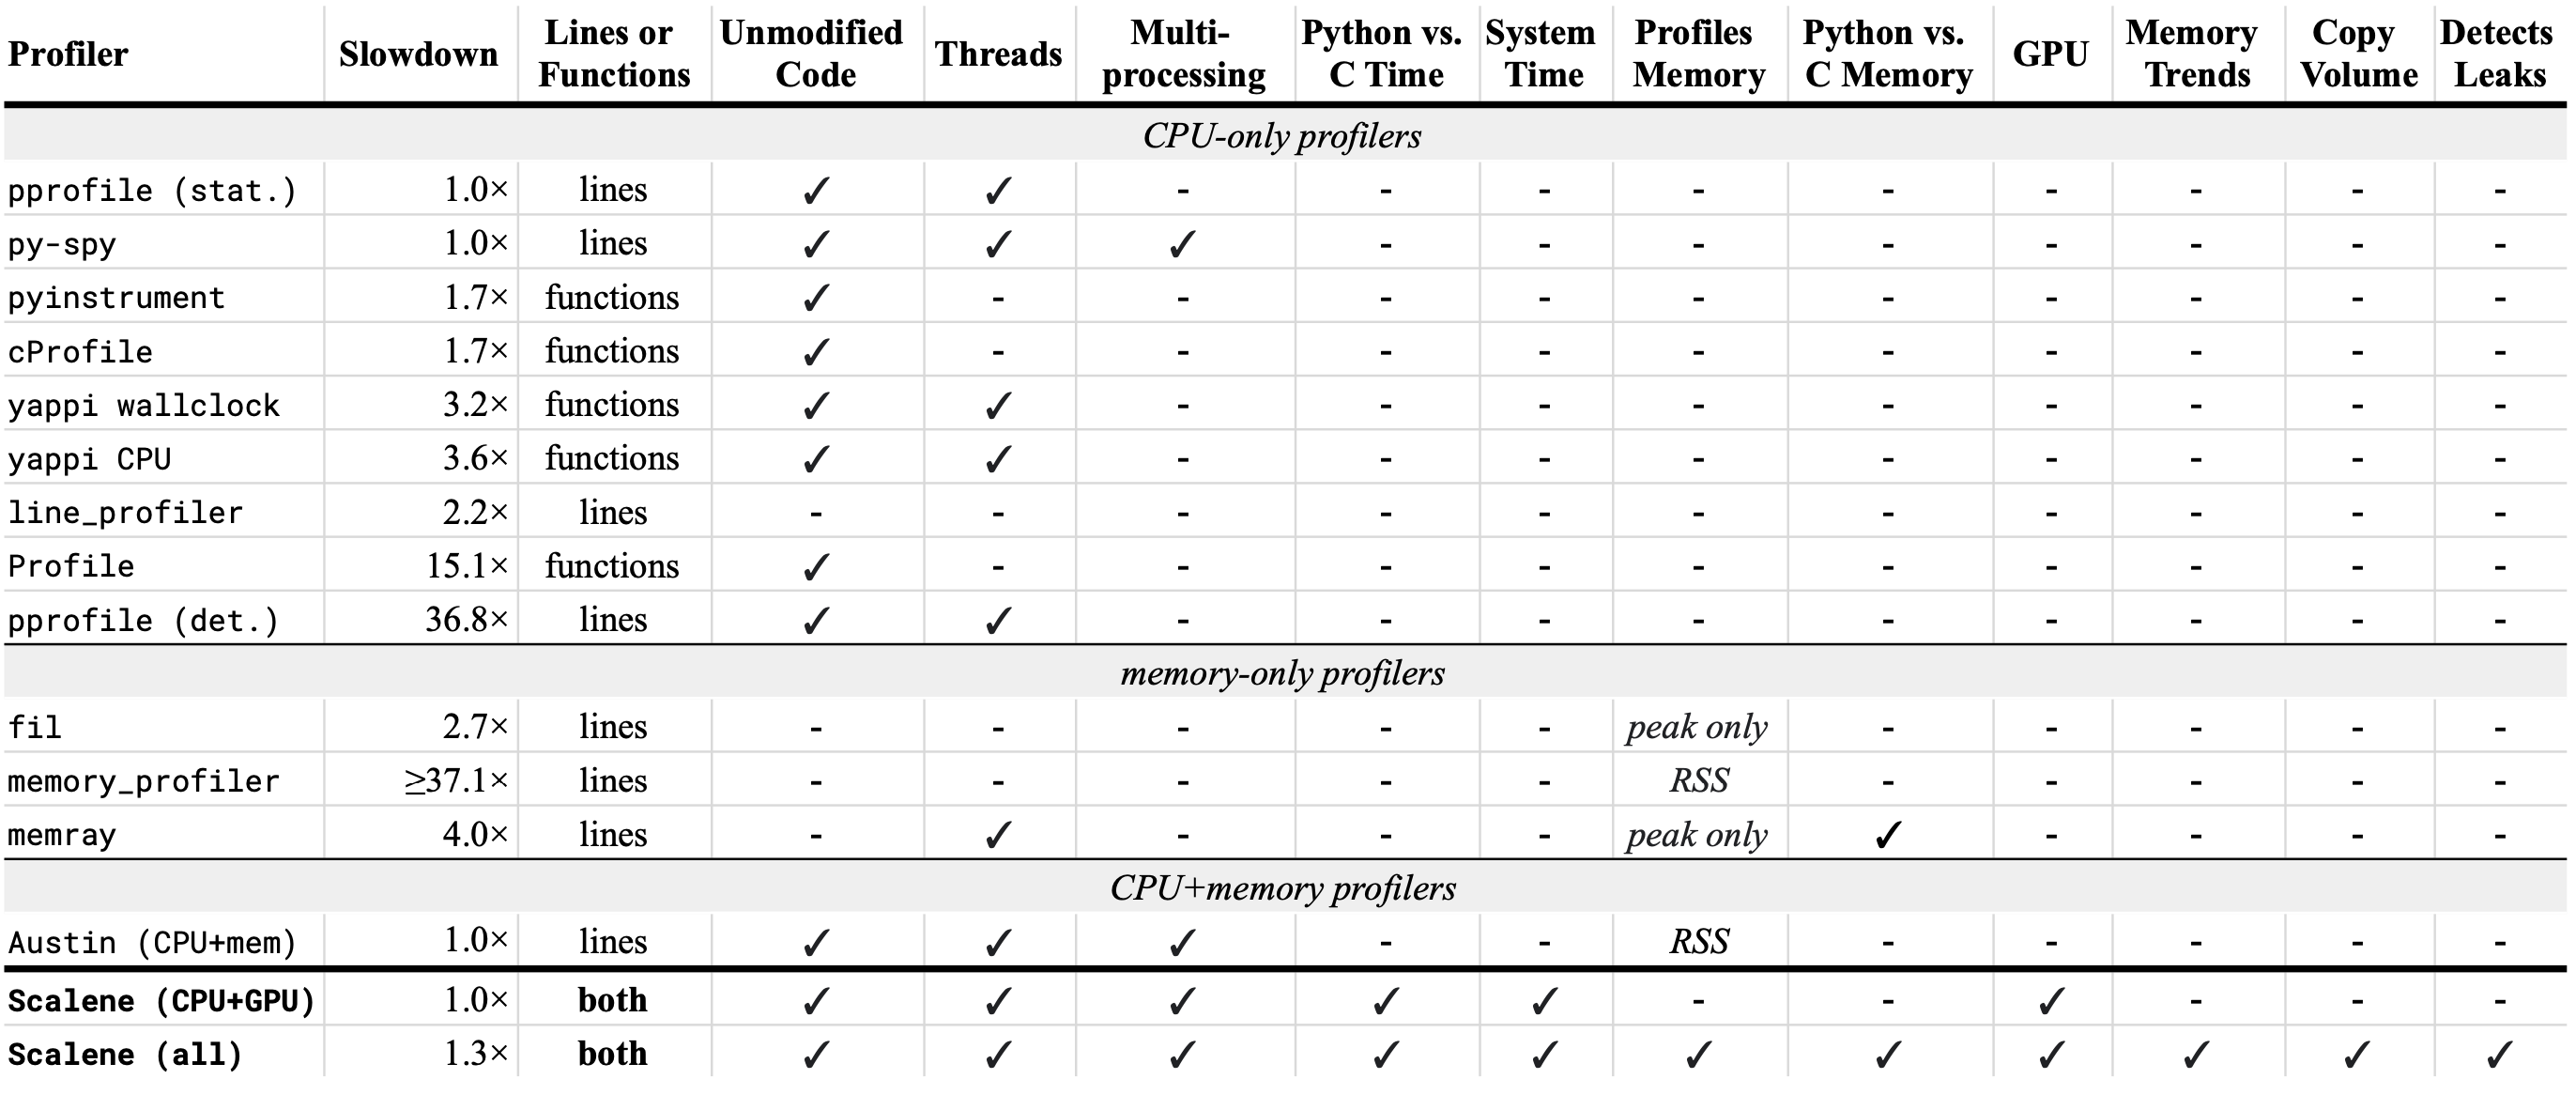 Profiler Slowdown Lines or Functions Unmodified Code Threads Multi-processing Python vs. C Time System Time Profiles Memory Python vs. C Memory GPU Memory Trends Copy Volume Detects Leaks
CPU-only profilers
pprofile (stat.) 1.0× lines ✓ ✓ - - - - - - - - -
py-spy 1.0× lines ✓ ✓ ✓ - - - - - - - -
pyinstrument 1.7× functions ✓ - - - - - - - - - -
cProfile 1.7× functions ✓ - - - - - - - - - -
yappi wallclock 3.2× functions ✓ ✓ - - - - - - - - -
yappi CPU 3.6× functions ✓ ✓ - - - - - - - - -
line_profiler 2.2× lines - - - - - - - - - - -
Profile 15.1× functions ✓ - - - - - - - - - -
pprofile (det.) 36.8× lines ✓ ✓ - - - - - - - - -
memory-only profilers
fil 2.7× lines - - - - - peak only - - - - -
memory_profiler ≥37.1× lines - - - - - RSS - - - - -
memray 4.0× lines - ✓ - - - peak only ✓ - - - -
CPU+memory profilers
Austin (CPU+mem) 1.0× lines ✓ ✓ ✓ - - RSS - - - - -
Scalene (CPU+GPU) 1.0× both ✓ ✓ ✓ ✓ ✓ - - ✓ - - -
Scalene (all) 1.3× both ✓ ✓ ✓ ✓ ✓ ✓ ✓ ✓ ✓ ✓ ✓